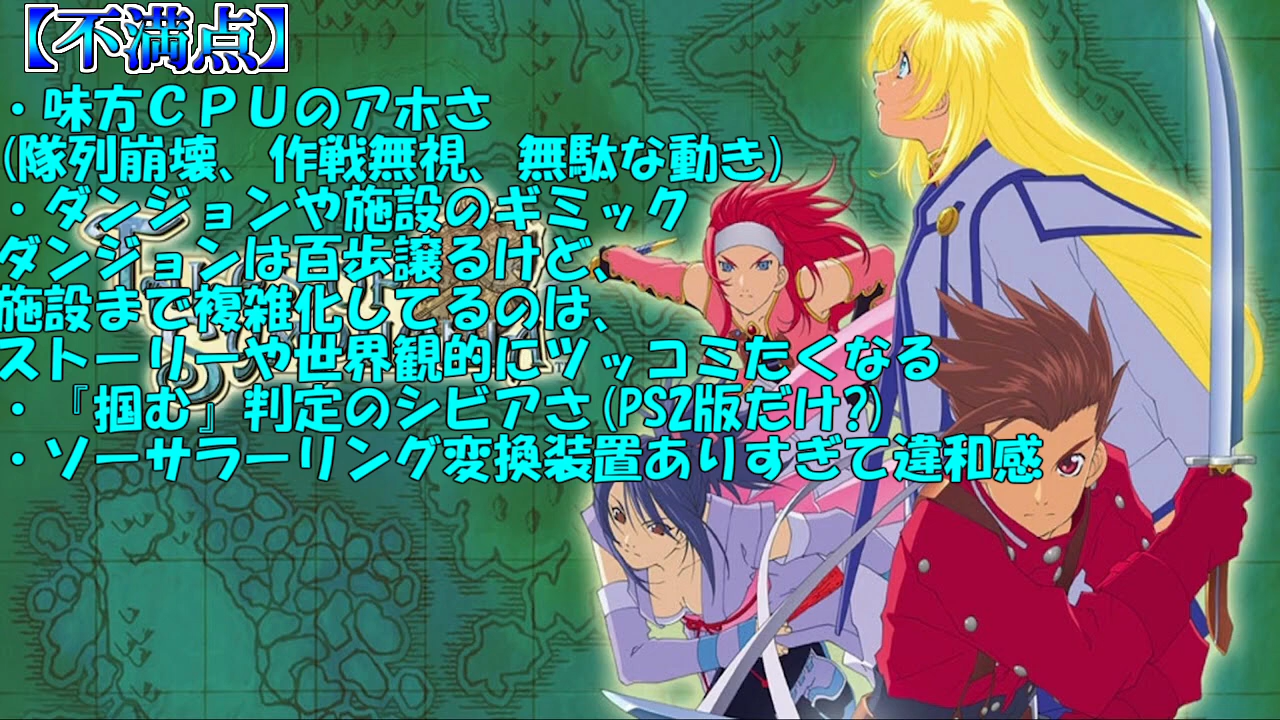 【不満点】
・味方ＣＰＵのアホさ
(隊列崩壊、作戦無視、無駄な動き)
・ダンジョンや施設のギミック
ダンジョンは百歩譲るけど、
施設まで複雑化してるのは、
ストーリーや世界観的にツッコミたくなる
・『掴む』判定のシビアさ(PS2版だけ?)
・ソーサラーリング変換装置ありすぎて違和感